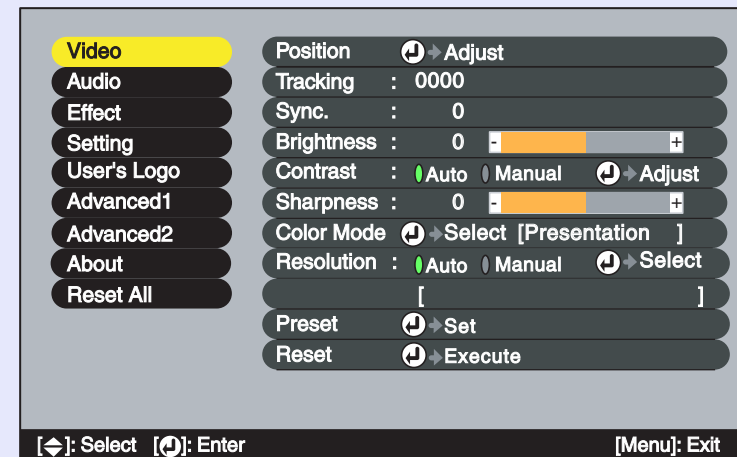 Video
Audio
Effect
Setting
User's Logo
Advanced1
Advanced2
About
Reset All
Position Adjust
Tracking : 0000
Sync. : 0
Brightness : 0 - +
Contrast : Auto Manual Adjust
Sharpness : 0 - +
Color Mode Select [Presentation ]
Resolution : Auto Manual Select
[ ]
Preset Set
Reset Execute
[ ]: Select [ ]: Enter [Menu]: Exit